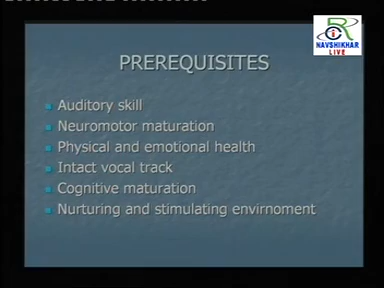 RCI
NAVSHIKHAR
LIVE
PREREQUISITES
Auditory skill
Neuromotor maturation
Physical and emotional health
Intact vocal track
Cognitive maturation
Nurturing and stimulating envirnoment